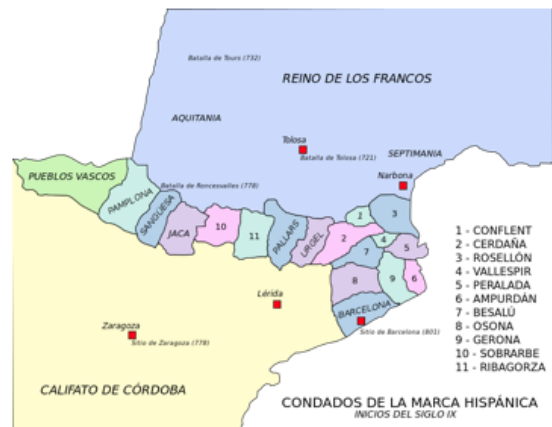 Batalla de Tours (732)
REINO DE LOS FRANCOS
AQUITANIA
Tolosa
SEPTIMANIA
Batalla de Tolosa (721)
PUEBLOS VASCOS
Narbona
Batalla de Roncesvalles (778)
PAMPLONA
SANGUESA
JACA
10
11
PALLARS
URGEL
1
2
3
4
5
7
8
9
6
BARCELONA
Sitio de Barcelona (801)
Lérida
Zaragoza
Sitio de Zaragoza (778)
CALIFATO DE CÓRDOBA
1 - CONFLENT
2 - CERDAÑA
3 - ROSELLÓN
4 - VALLESPIR
5 - PERALADA
6 - AMPURDÁN
7 - BESALÚ
8 - OSONA
9 - GERONA
10 - SOBRARBE
11 - RIBAGORZA
CONDADOS DE LA MARCA HISPÁNICA
INICIOS DEL SIGLO IX